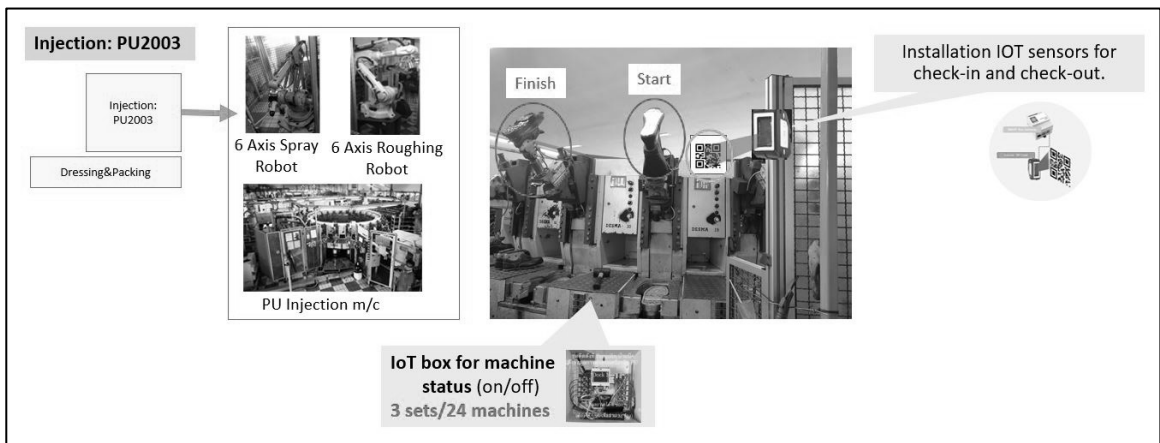 Injection: PU2003
Injection:
PU2003
Dressing&Packing
6 Axis Spray
Robot
6 Axis Roughing
Robot
PU Injection m/c
Finish
Start
DESMA
DESMA
Installation IOT sensors for
check-in and check-out.
IoT box for machine
status (on/off)
3 sets/24 machines